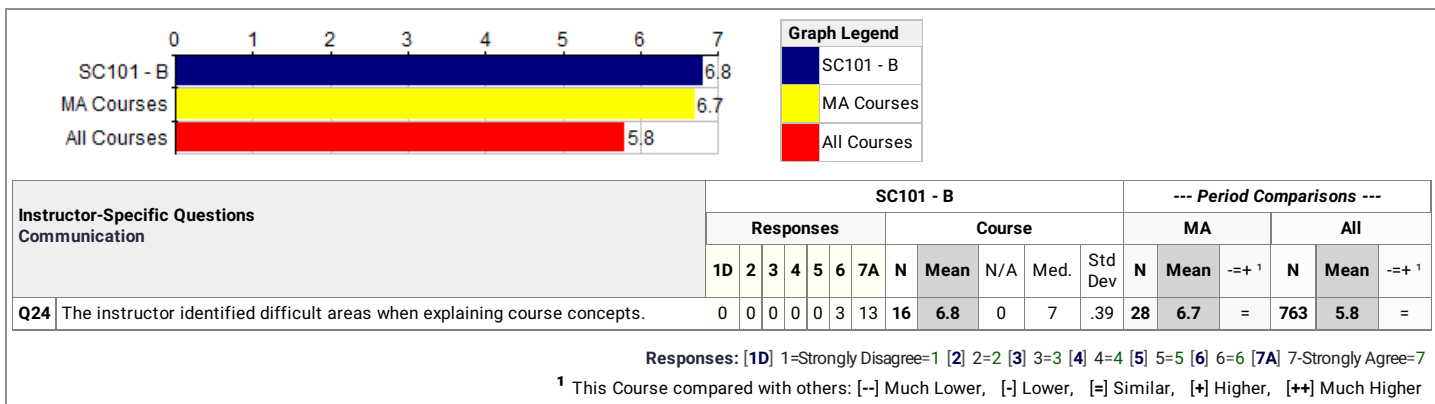 0 1 2 3 4 5 6 7
SC101 - B 6.8
MA Courses 6.7
All Courses 5.8
Graph Legend
SC101 - B
MA Courses
All Courses
Instructor-Specific Questions
Communication
SC101 - B --- Period Comparisons ---
Responses Course MA All
1D 2 3 4 5 6 7A N Mean N/A Med. Std Dev N Mean -=+ ¹ N Mean -=+ ¹
Q24 The instructor identified difficult areas when explaining course concepts. 0 0 0 0 0 3 13 16 6.8 0 7 .39 28 6.7 = 763 5.8 =
Responses: [1D] 1=Strongly Disagree=1 [2] 2=2 [3] 3=3 [4] 4=4 [5] 5=5 [6] 6=6 [7A] 7-Strongly Agree=7
¹ This Course compared with others: [--] Much Lower, [-] Lower, [=] Similar, [+] Higher, [++] Much Higher